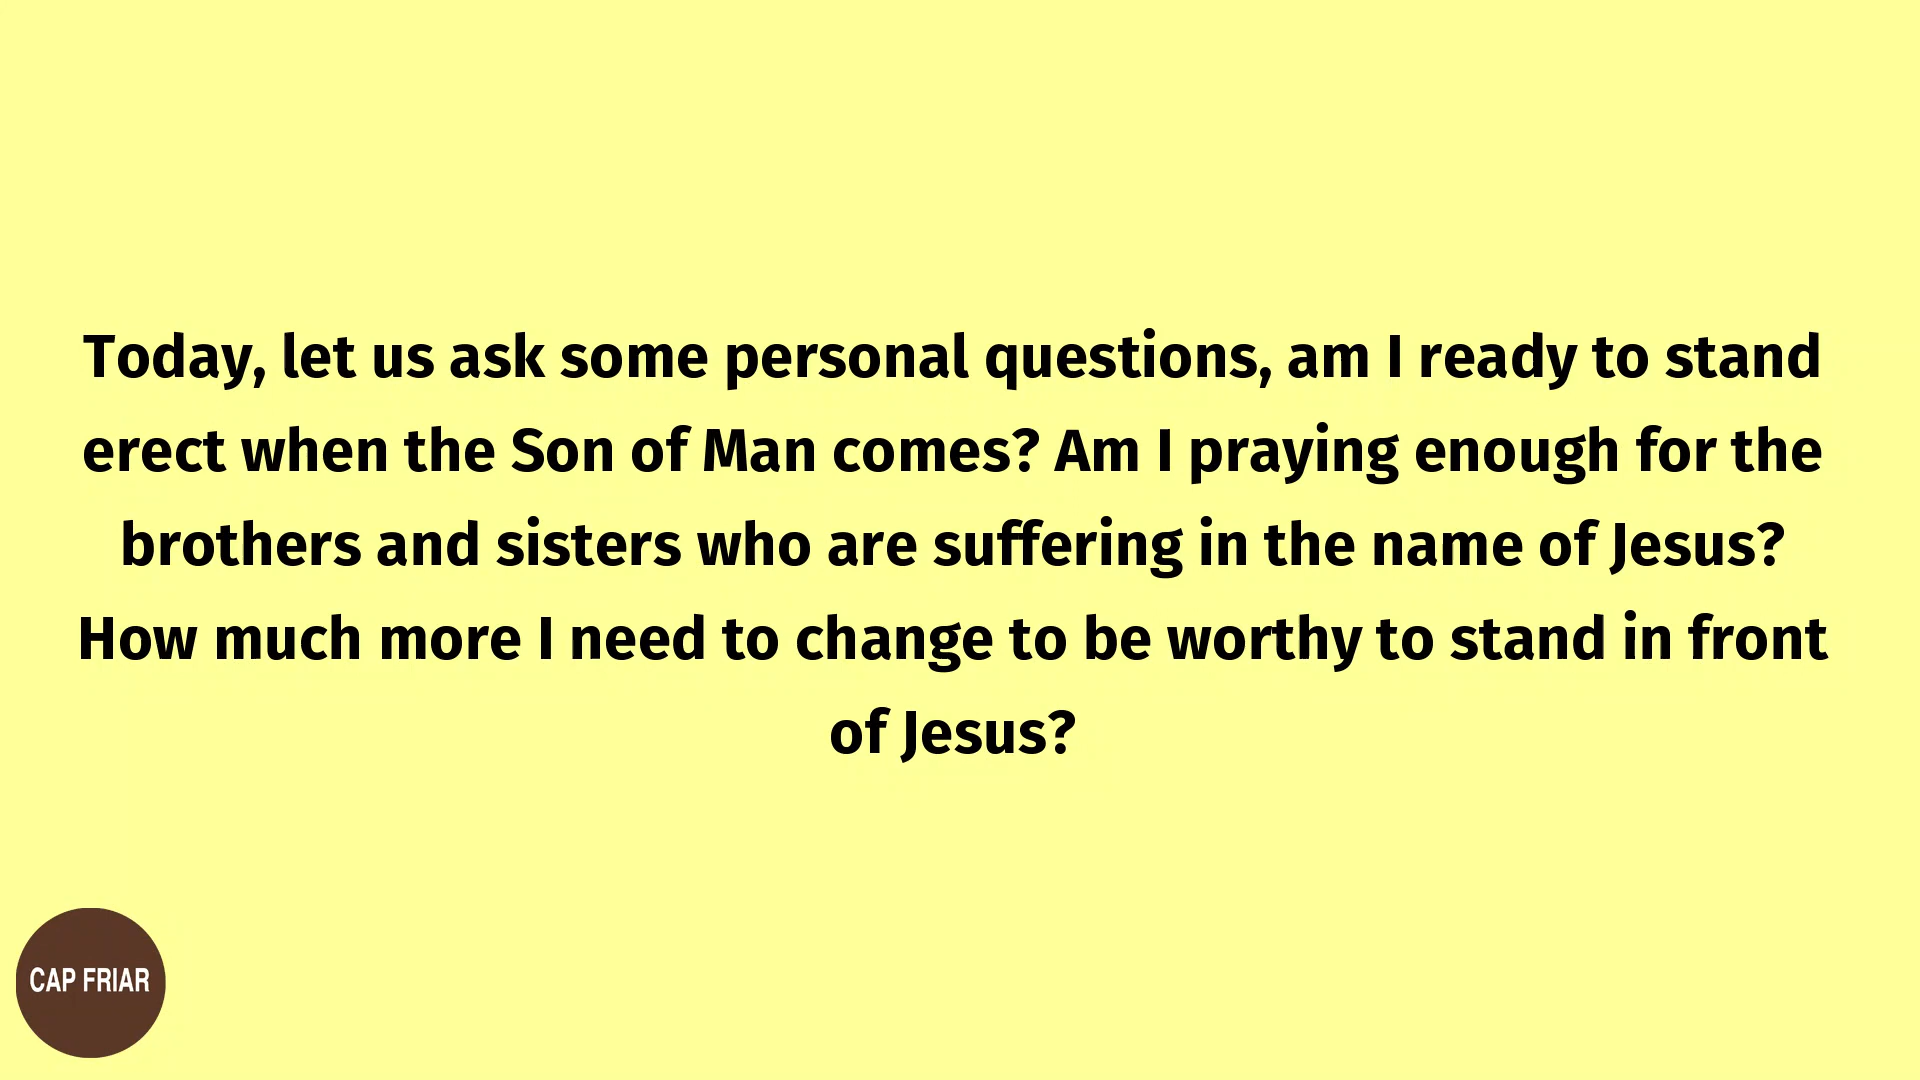 Today, let us ask some personal questions, am I ready to stand
erect when the Son of Man comes? Am I praying enough for the
brothers and sisters who are suffering in the name of Jesus?
How much more I need to change to be worthy to stand in front
of Jesus?
CAP FRIAR